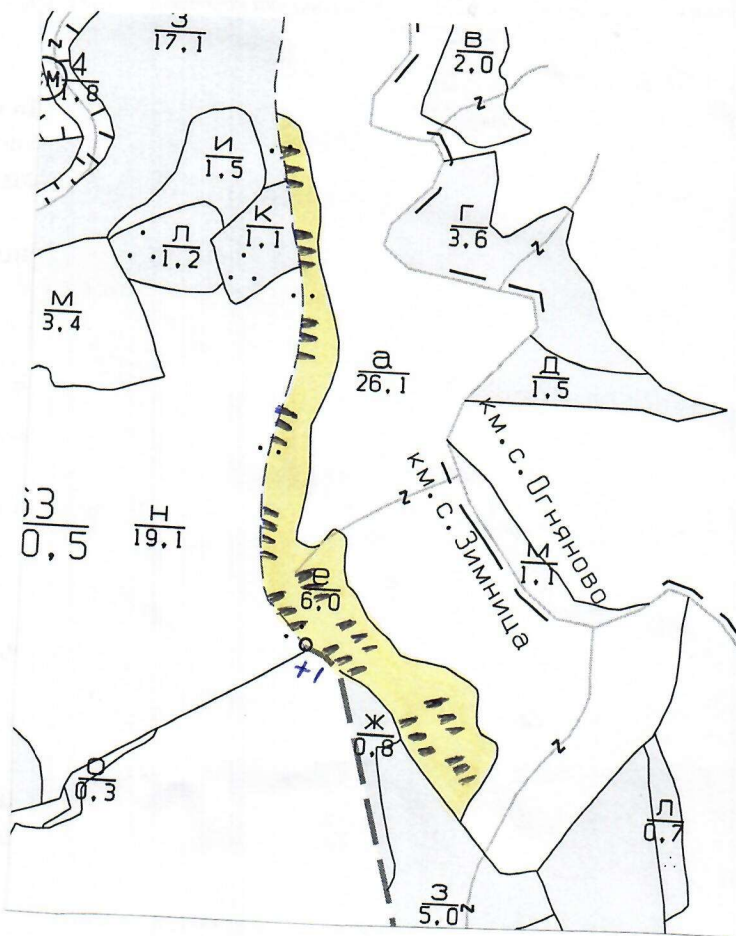 З
17,1
В
2,0
4
1,8
М
И
1,5
К
1,1
Л
1,2
Г
3,6
М
3,4
а
26,1
Д
1,5
км. с. Огняново
км. с. Зимница
Н
19,1
0,5
М
1,1
е
6,0
+1
Ж
0,8
О
0,3
Л
0,7
З
5,0